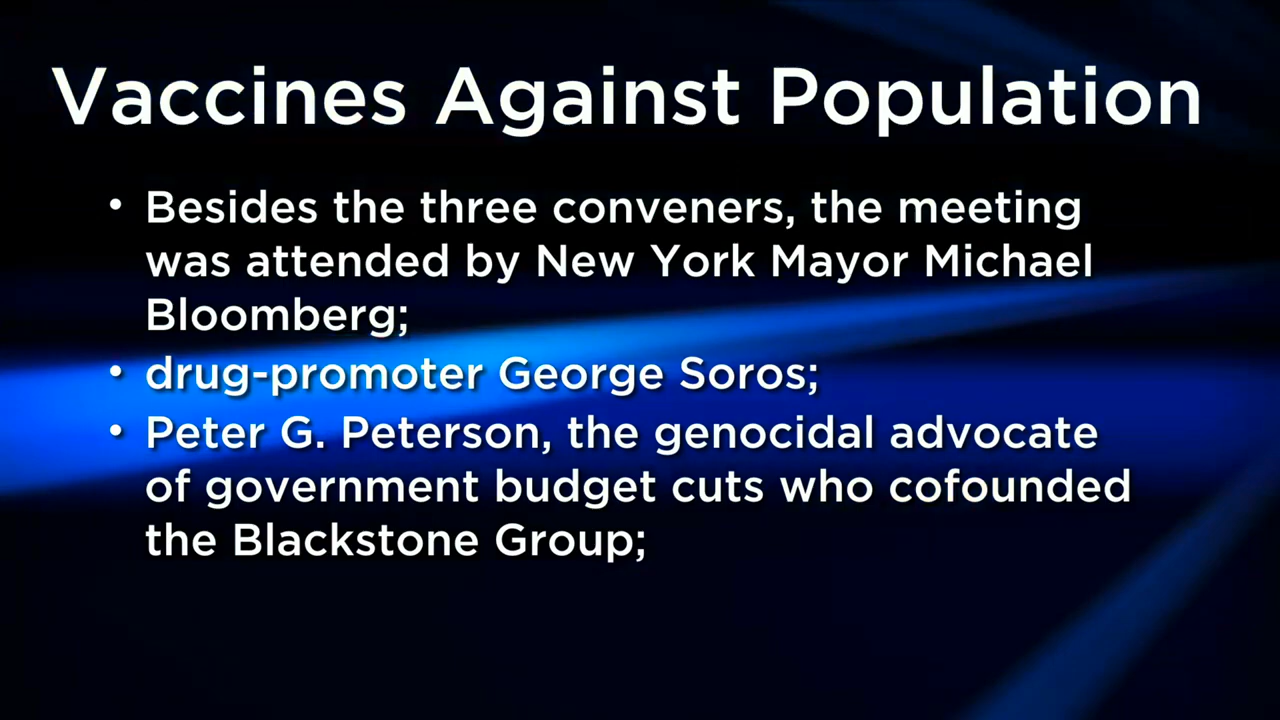 Vaccines Against Population
• Besides the three conveners, the meeting
was attended by New York Mayor Michael
Bloomberg;
• drug-promoter George Soros;
• Peter G. Peterson, the genocidal advocate
of government budget cuts who cofounded
the Blackstone Group;